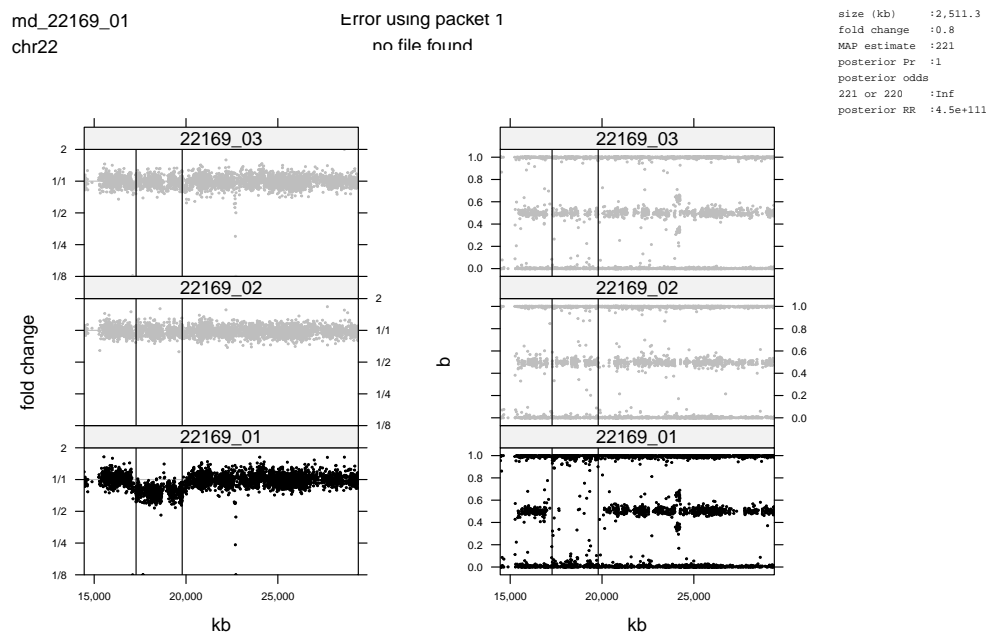 md_22169_01
chr22
Error using packet 1
no file found
size (kb) :2,511.3
fold change :0.8
MAP estimate :221
posterior Pr :1
posterior odds
221 or 220 :Inf
posterior RR :4.5e+111
22169_03
2
1/1
1/2
1/4
1/8
22169_02
2
1/1
1/2
1/4
1/8
22169_01
2
1/1
1/2
1/4
1/8
15,000 20,000 25,000
kb
fold change
22169_03
1.0
0.8
0.6
0.4
0.2
0.0
22169_02
1.0
0.8
0.6
0.4
0.2
0.0
22169_01
1.0
0.8
0.6
0.4
0.2
0.0
15,000 20,000 25,000
kb
b